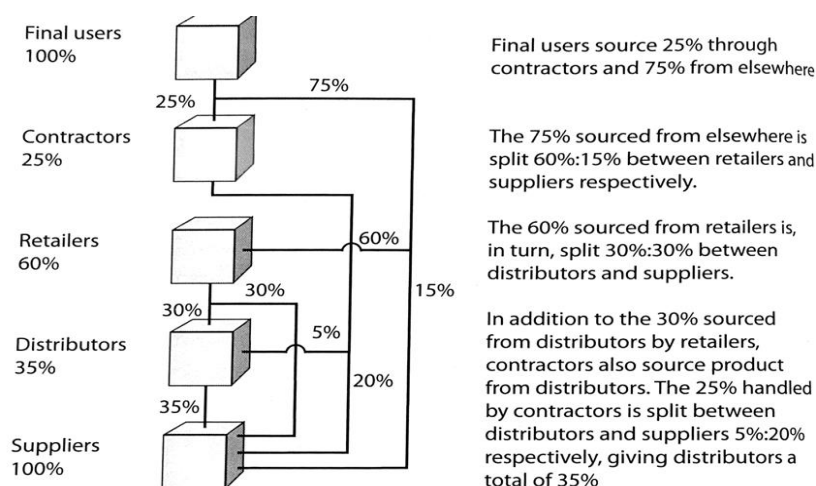 Final users
100%
Final users source 25% through
contractors and 75% from elsewhere
75%
25%
Contractors
25%
The 75% sourced from elsewhere is
split 60%:15% between retailers and
suppliers respectively.
Retailers
60%
60%
The 60% sourced from retailers is,
in turn, split 30%:30% between
distributors and suppliers.
30%
15%
30%
5%
Distributors
35%
In addition to the 30% sourced
from distributors by retailers,
contractors also source product
from distributors. The 25% handled
by contractors is split between
distributors and suppliers 5%:20%
respectively, giving distributors a
total of 35%
20%
35%
Suppliers
100%